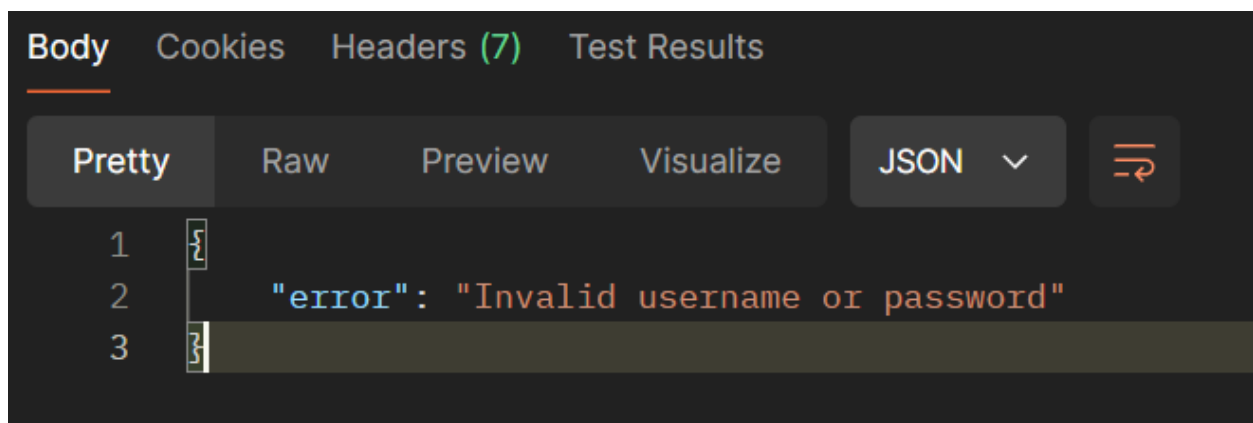 Body Cookies Headers (7) Test Results
Pretty Raw Preview Visualize JSON
1 {
2 "error": "Invalid username or password"
3 }